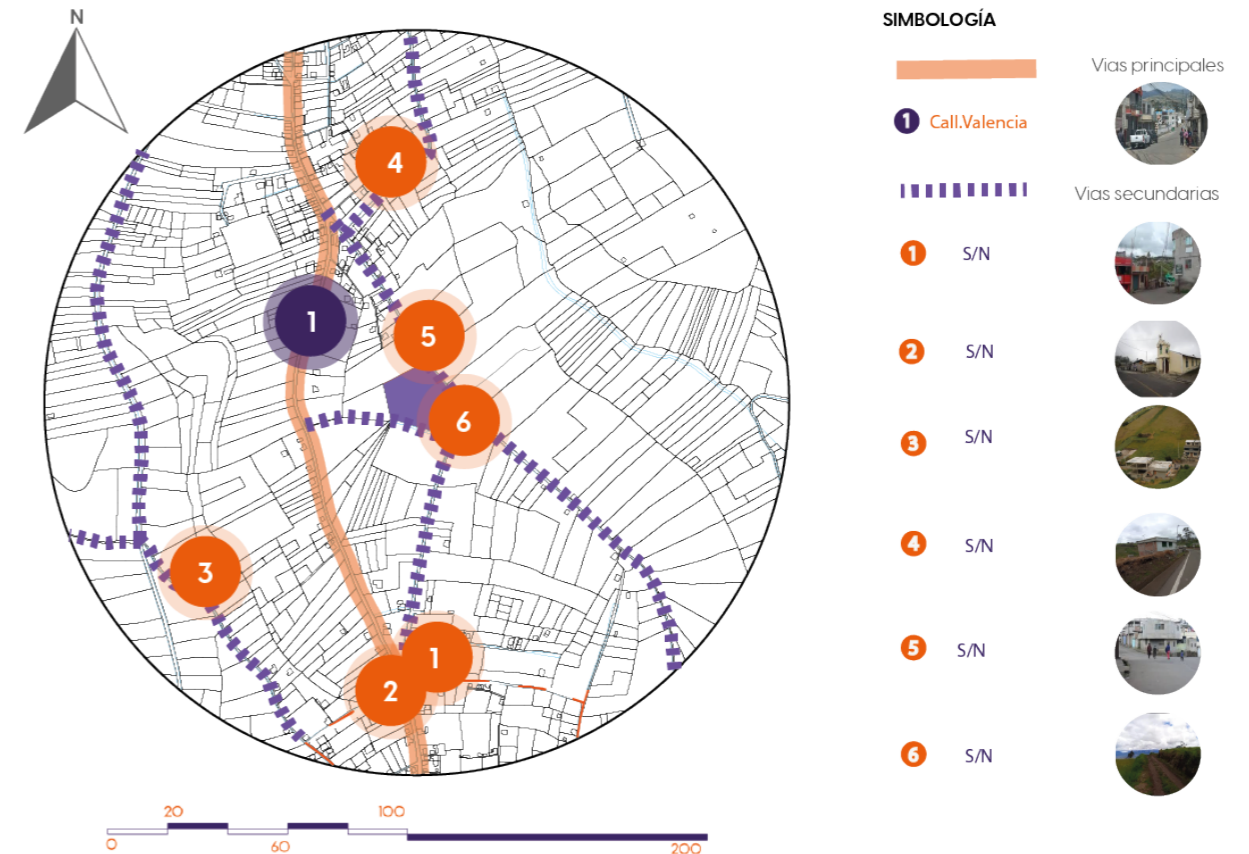 N
SIMBOLOGÍA
Vias principales
1 Call.Valencia
Vias secundarias
1 S/N
2 S/N
3 S/N
4 S/N
5 S/N
6 S/N
4
1
5
6
3
1
2
20 100
0 60 200